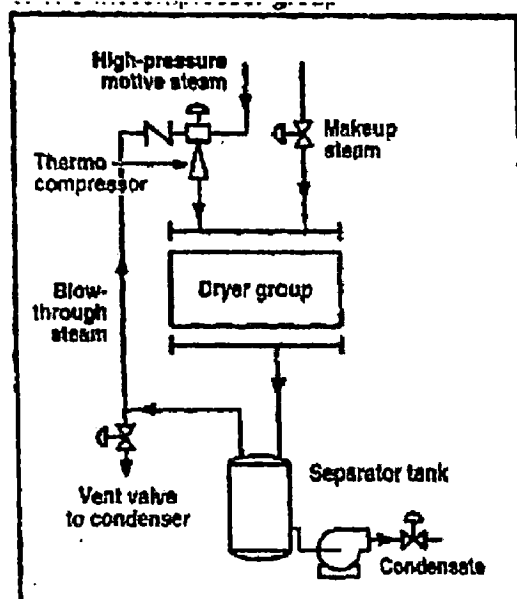 High-pressure
motive steam
Makeup
steam
Thermo
compressor
Dryer group
Blow-
through
steam
Separator tank
Vent valve
to condenser
Condensate